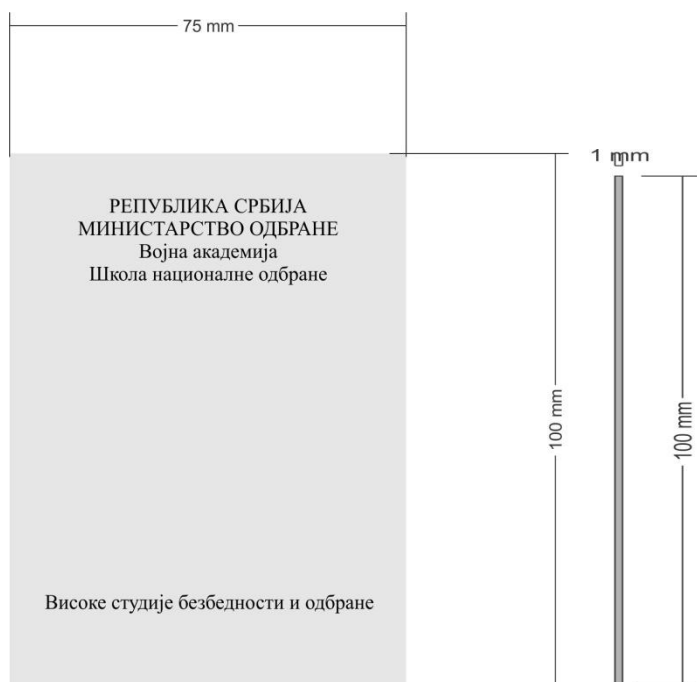 75 mm
1 mm
РЕПУБЛИКА СРБИЈА
МИНИСТАРСТВО ОДБРАНЕ
Војна академија
Школа националне одбране
100 mm
100 mm
Високе студије безбедности и одбране